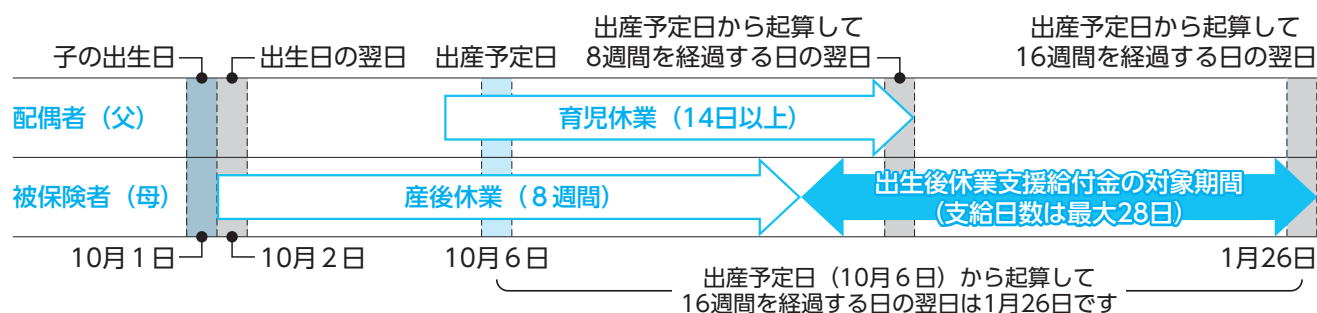 子の出生日
出生日の翌日
出産予定日
出産予定日から起算して
8週間を経過する日の翌日
出産予定日から起算して
16週間を経過する日の翌日
配偶者（父）
育児休業（14日以上）
被保険者（母）
産後休業（８週間）
出生後休業支援給付金の対象期間
（支給日数は最大28日）
10月１日
10月２日
10月６日
1月26日
出産予定日（10月６日）から起算して
16週間を経過する日の翌日は1月26日です